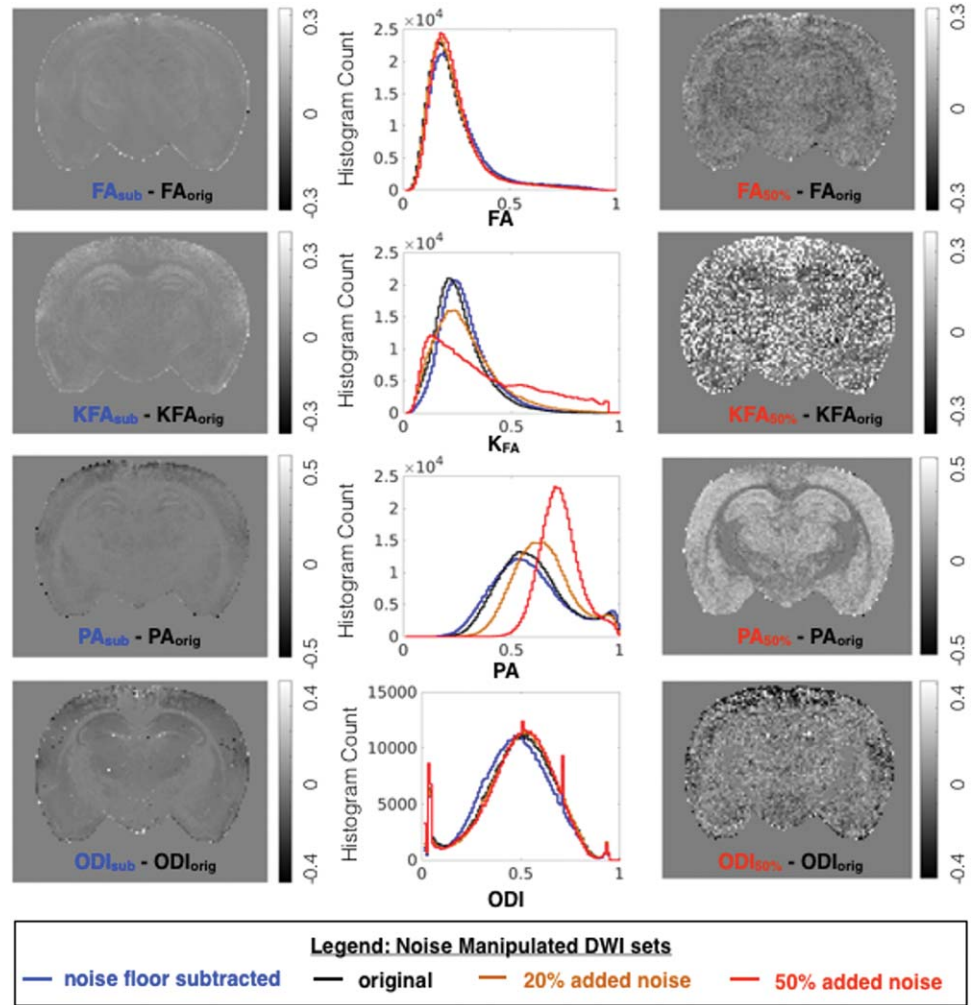 0.3
0
-0.3
FAsub - FAorig
×10⁴
2.5
2
1.5
1
0.5
0
Histogram Count
0 0.5 1
FA
0.3
0
-0.3
FA50% - FAorig
0.3
0
-0.3
KFAsub - KFAorig
×10⁴
2.5
2
1.5
1
0.5
0
Histogram Count
0 0.5 1
KFA
0.3
0
-0.3
KFA50% - KFAorig
0.5
0
-0.5
PAsub - PAorig
×10⁴
2.5
2
1.5
1
0.5
0
Histogram Count
0 0.5 1
PA
0.5
0
-0.5
PA50% - PAorig
0.4
0
-0.4
ODIsub - ODIorig
15000
10000
5000
0
Histogram Count
0 0.5 1
ODI
0.4
0
-0.4
ODI50% - ODIorig
Legend: Noise Manipulated DWI sets
noise floor subtracted original 20% added noise 50% added noise